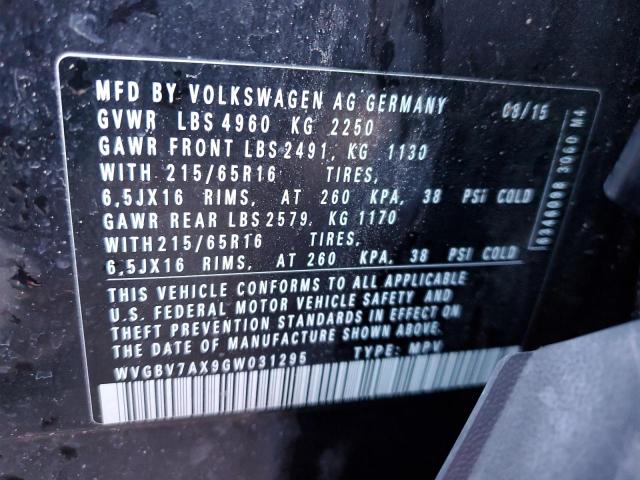 MFD BY VOLKSWAGEN AG GERMANY 08/15
GVWR LBS 4960 KG 2250
GAWR FRONT LBS 2491, KG 1130
WITH 215/65R16 TIRES,
6,5JX16 RIMS, AT 260 KPA, 38 PSI COLD
GAWR REAR LBS 2579, KG 1170
WITH 215/65R16 TIRES,
6,5JX16 RIMS, AT 260 KPA, 38 PSI COLD
THIS VEHICLE CONFORMS TO ALL APPLICABLE
U.S. FEDERAL MOTOR VEHICLE SAFETY AND
THEFT PREVENTION STANDARDS IN EFFECT ON
THE DATE OF MANUFACTURE SHOWN ABOVE.
WVGBV7AX9GW031295 TYPE: MPV
3060 M4